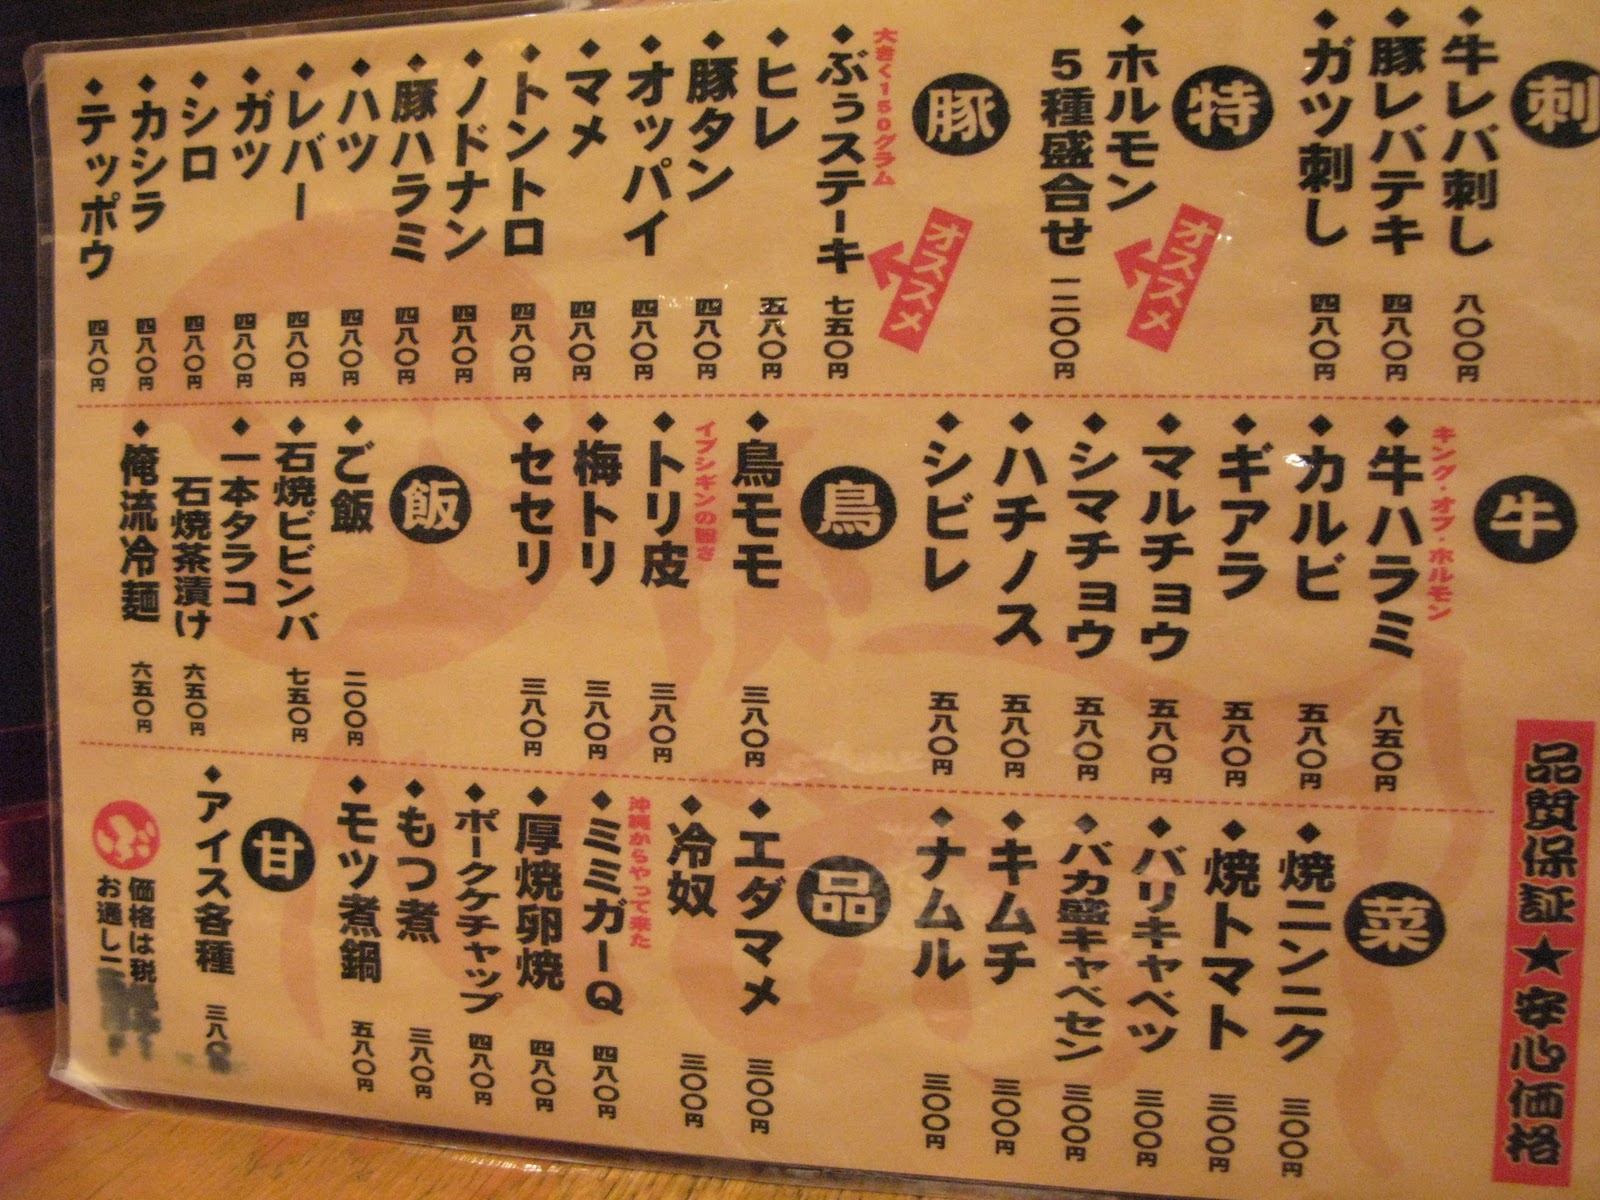 刺
牛レバ刺し 八〇〇円
豚レバテキ 四八〇円
ガツ刺し 四八〇円
特
オススメ
ホルモン
5種盛合せ 一二〇〇円
豚
オススメ
大きく150グラム
ぶぅステーキ 七五〇円
ヒレ 五八〇円
豚タン 四八〇円
オッパイ 四八〇円
マメ 四八〇円
トントロ 四八〇円
ノドナン 四八〇円
豚ハラミ 四八〇円
ハツ 四八〇円
レバー 四八〇円
ガツ 四八〇円
シロ 四八〇円
カシラ 四八〇円
テッポウ 四八〇円
牛
キング・オブ・ホルモン
牛ハラミ 八五〇円
カルビ 五八〇円
ギアラ 五八〇円
マルチョウ 五八〇円
シマチョウ 五八〇円
ハチノス 五八〇円
シビレ 五八〇円
鳥
鳥モモ 三八〇円
イブシギンの旨さ
トリ皮 三八〇円
梅トリ 三八〇円
セセリ 三八〇円
飯
ご飯 二〇〇円
石焼ビビンバ 七五〇円
一本タラコ
石焼茶漬け 六五〇円
俺流冷麺 六五〇円
品質保証★安心価格
菜
焼ニンニク 三〇〇円
焼トマト 三〇〇円
バリキャベツ 三〇〇円
バカ盛キャベセン 三〇〇円
キムチ 三〇〇円
ナムル 三〇〇円
品
エダマメ 三〇〇円
冷奴 三〇〇円
沖縄からやって来た
ミミガーQ 四八〇円
厚焼卵焼 四八〇円
ポークケチャップ 四八〇円
もつ煮 三八〇円
モツ煮鍋 五八〇円
甘
アイス各種 三八〇
ぶ
価格は税
お通し